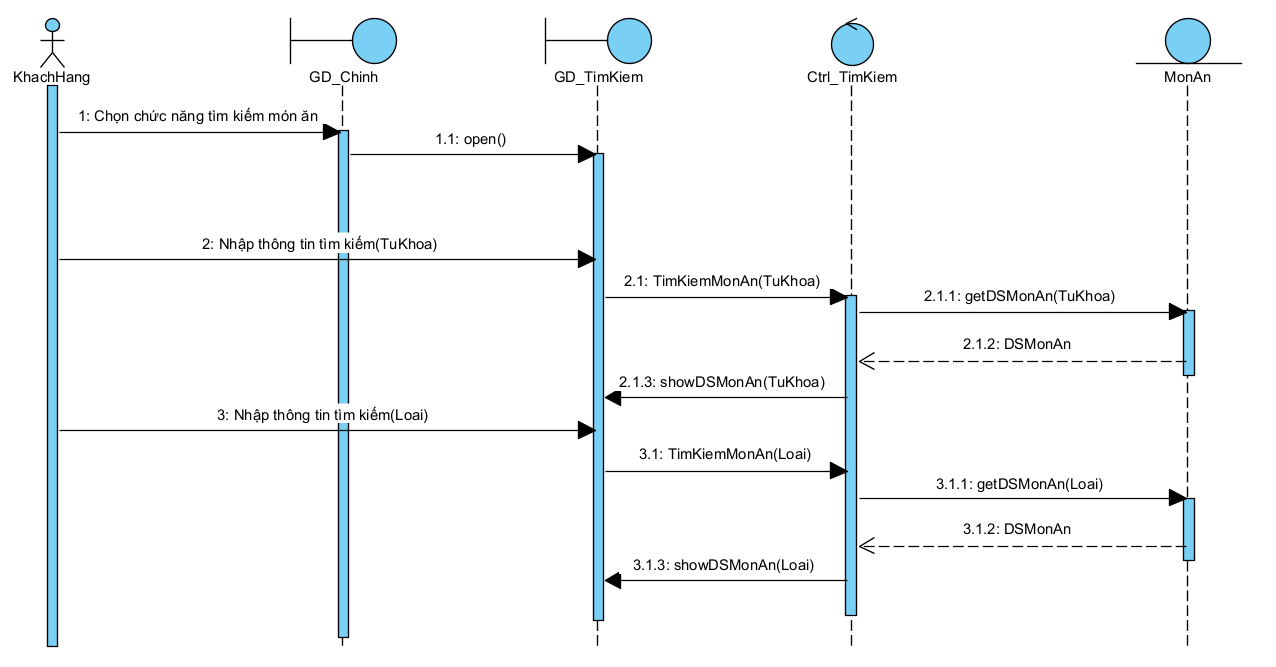 KhachHang
GD_Chinh
GD_TimKiem
Ctrl_TimKiem
MonAn
1: Chọn chức năng tìm kiếm món ăn
1.1: open()
2: Nhập thông tin tìm kiếm(TuKhoa)
2.1: TimKiemMonAn(TuKhoa)
2.1.1: getDSMonAn(TuKhoa)
2.1.2: DSMonAn
2.1.3: showDSMonAn(TuKhoa)
3: Nhập thông tin tìm kiếm(Loai)
3.1: TimKiemMonAn(Loai)
3.1.1: getDSMonAn(Loai)
3.1.2: DSMonAn
3.1.3: showDSMonAn(Loai)